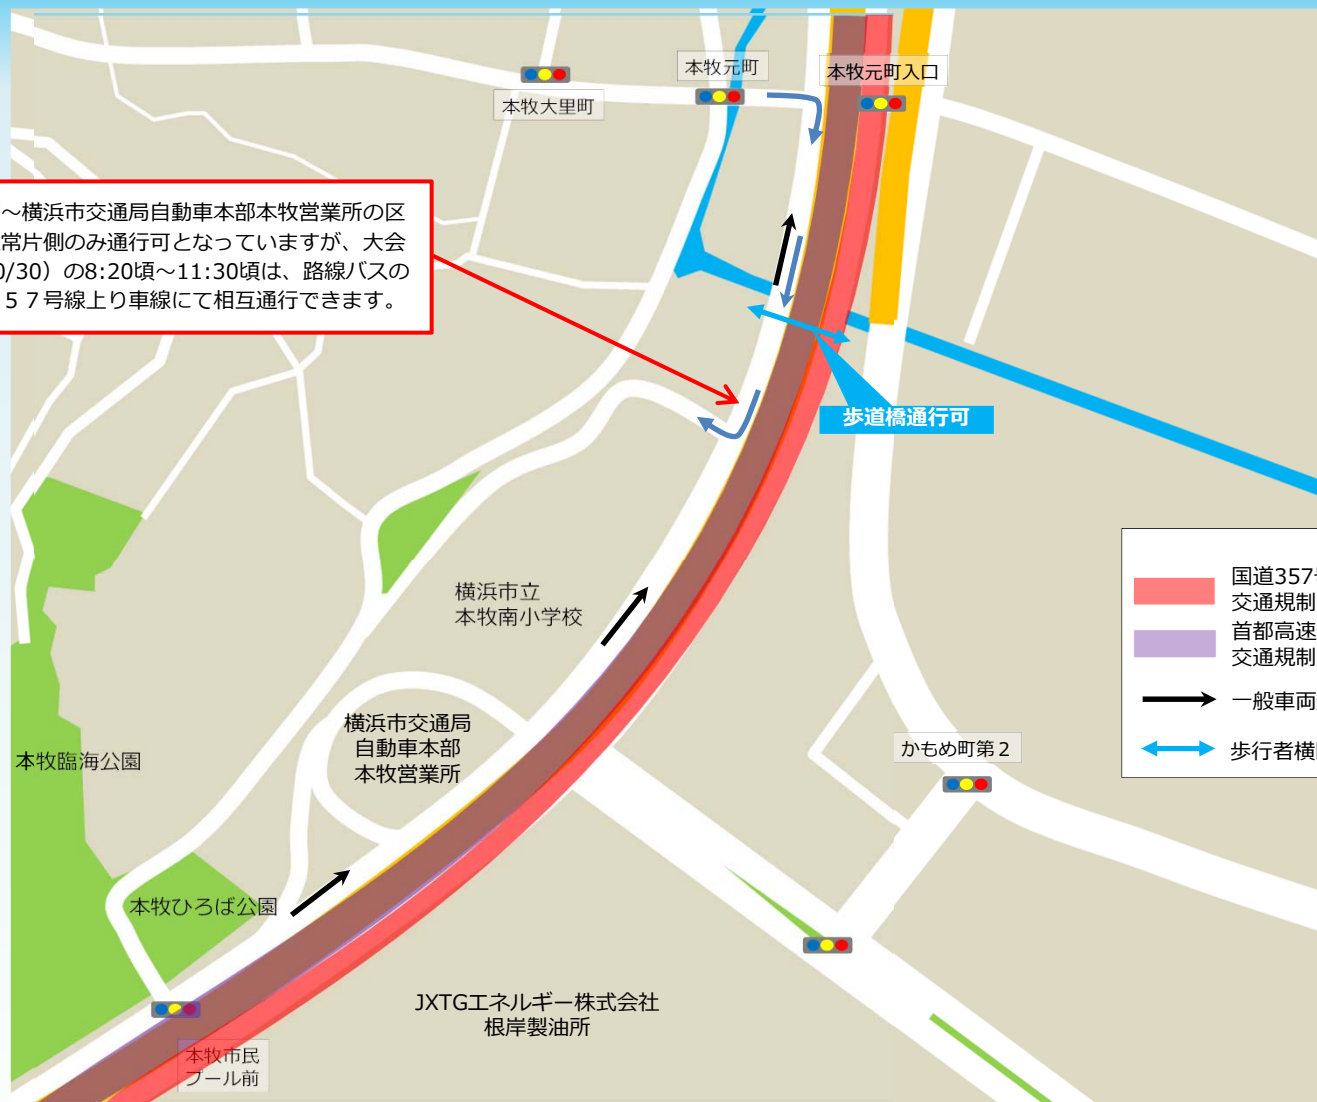 本牧元町
本牧元町入口
本牧大里町
～横浜市交通局自動車本部本牧営業所の区
常片側のみ通行可となっていますが、大会
0/30）の8:20頃～11:30頃は、路線バスの
５７号線上り車線にて相互通行できます。
歩道橋通行可
国道357
交通規制
首都高速
交通規制
一般車両
歩行者横
横浜市立
本牧南小学校
横浜市交通局
自動車本部
本牧営業所
かもめ町第２
本牧臨海公園
本牧ひろば公園
JXTGエネルギー株式会社
根岸製油所
本牧市民
プール前